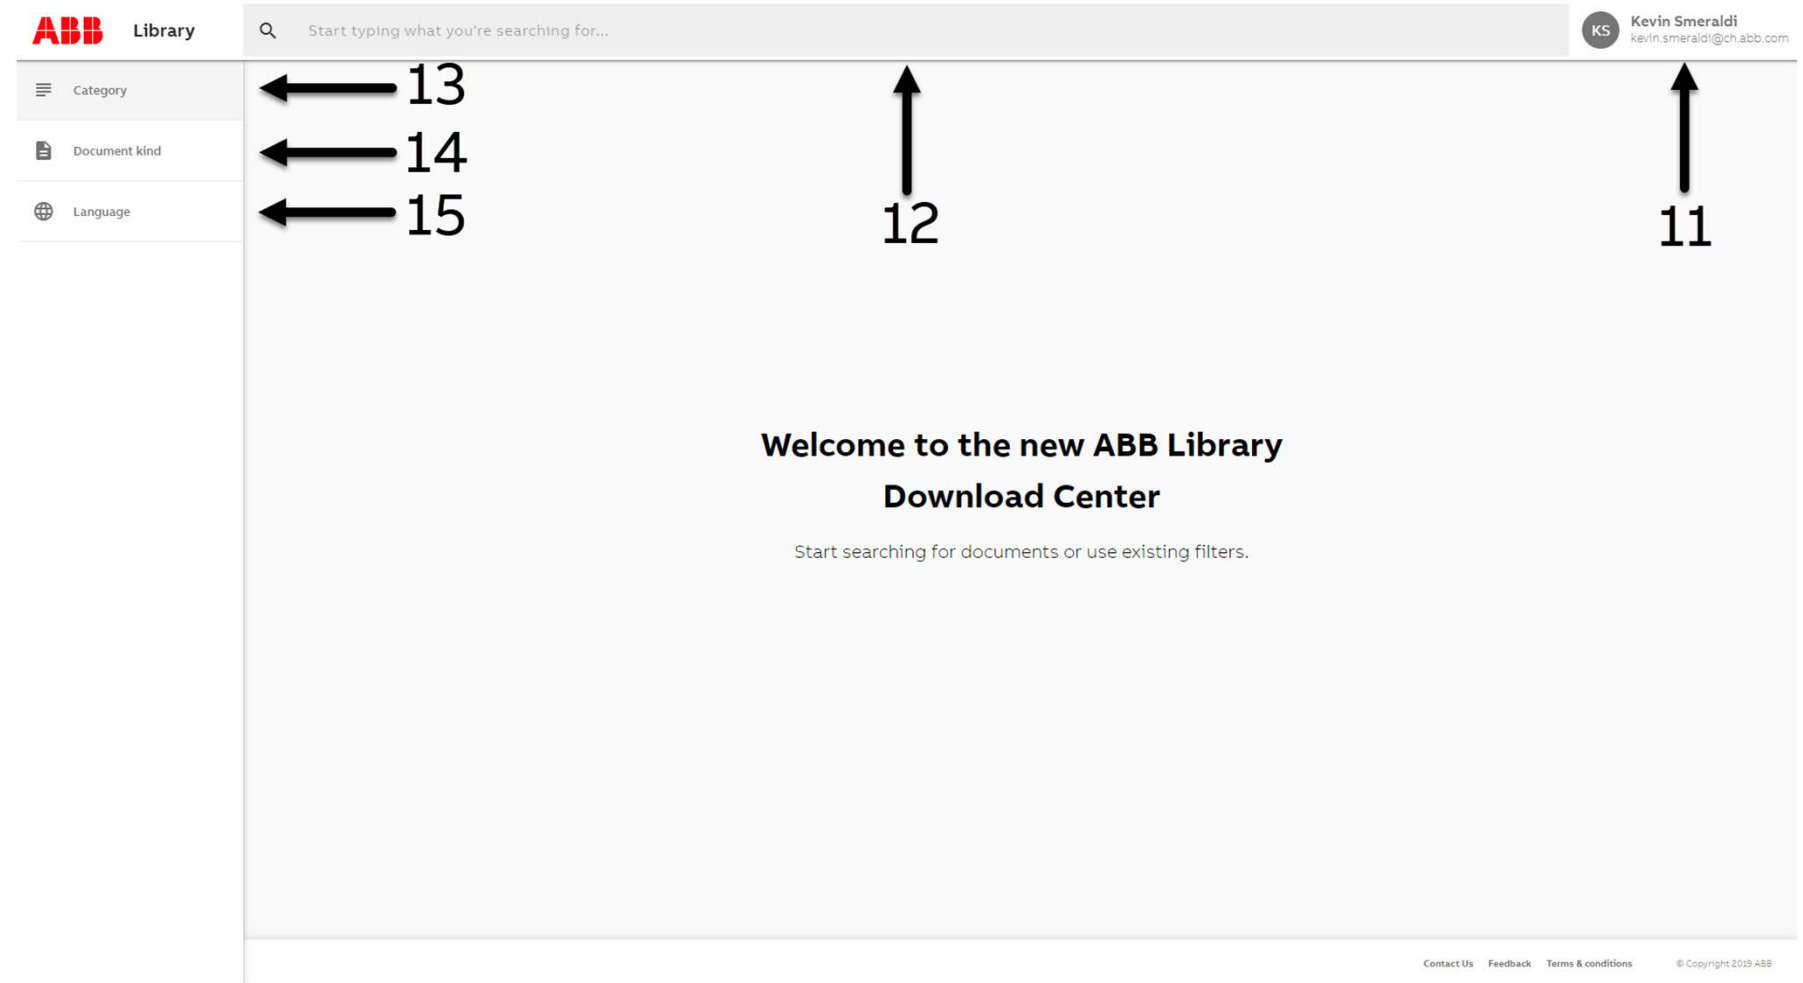 ABB Library
Start typing what you're searching for...
KS
Kevin Smeraldi
kevin.smeraldi@ch.abb.com
Category
13
Document kind
14
Language
15
12
11
Welcome to the new ABB Library
Download Center
Start searching for documents or use existing filters.
Contact Us Feedback Terms & conditions © Copyright 2019 ABB